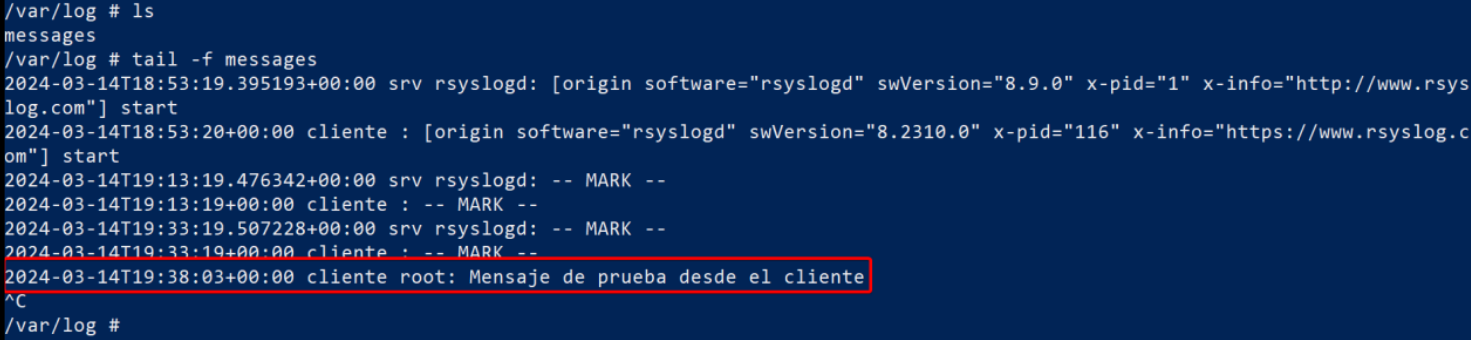 /var/log # ls
messages
/var/log # tail -f messages
2024-03-14T18:53:19.395193+00:00 srv rsyslogd: [origin software="rsyslogd" swVersion="8.9.0" x-pid="1" x-info="http://www.rsys
log.com"] start
2024-03-14T18:53:20+00:00 cliente : [origin software="rsyslogd" swVersion="8.2310.0" x-pid="116" x-info="https://www.rsyslog.c
om"] start
2024-03-14T19:13:19.476342+00:00 srv rsyslogd: -- MARK --
2024-03-14T19:13:19+00:00 cliente : -- MARK --
2024-03-14T19:33:19.507228+00:00 srv rsyslogd: -- MARK --
2024-03-14T19:33:19+00:00 cliente : -- MARK --
2024-03-14T19:38:03+00:00 cliente root: Mensaje de prueba desde el cliente
^C
/var/log #